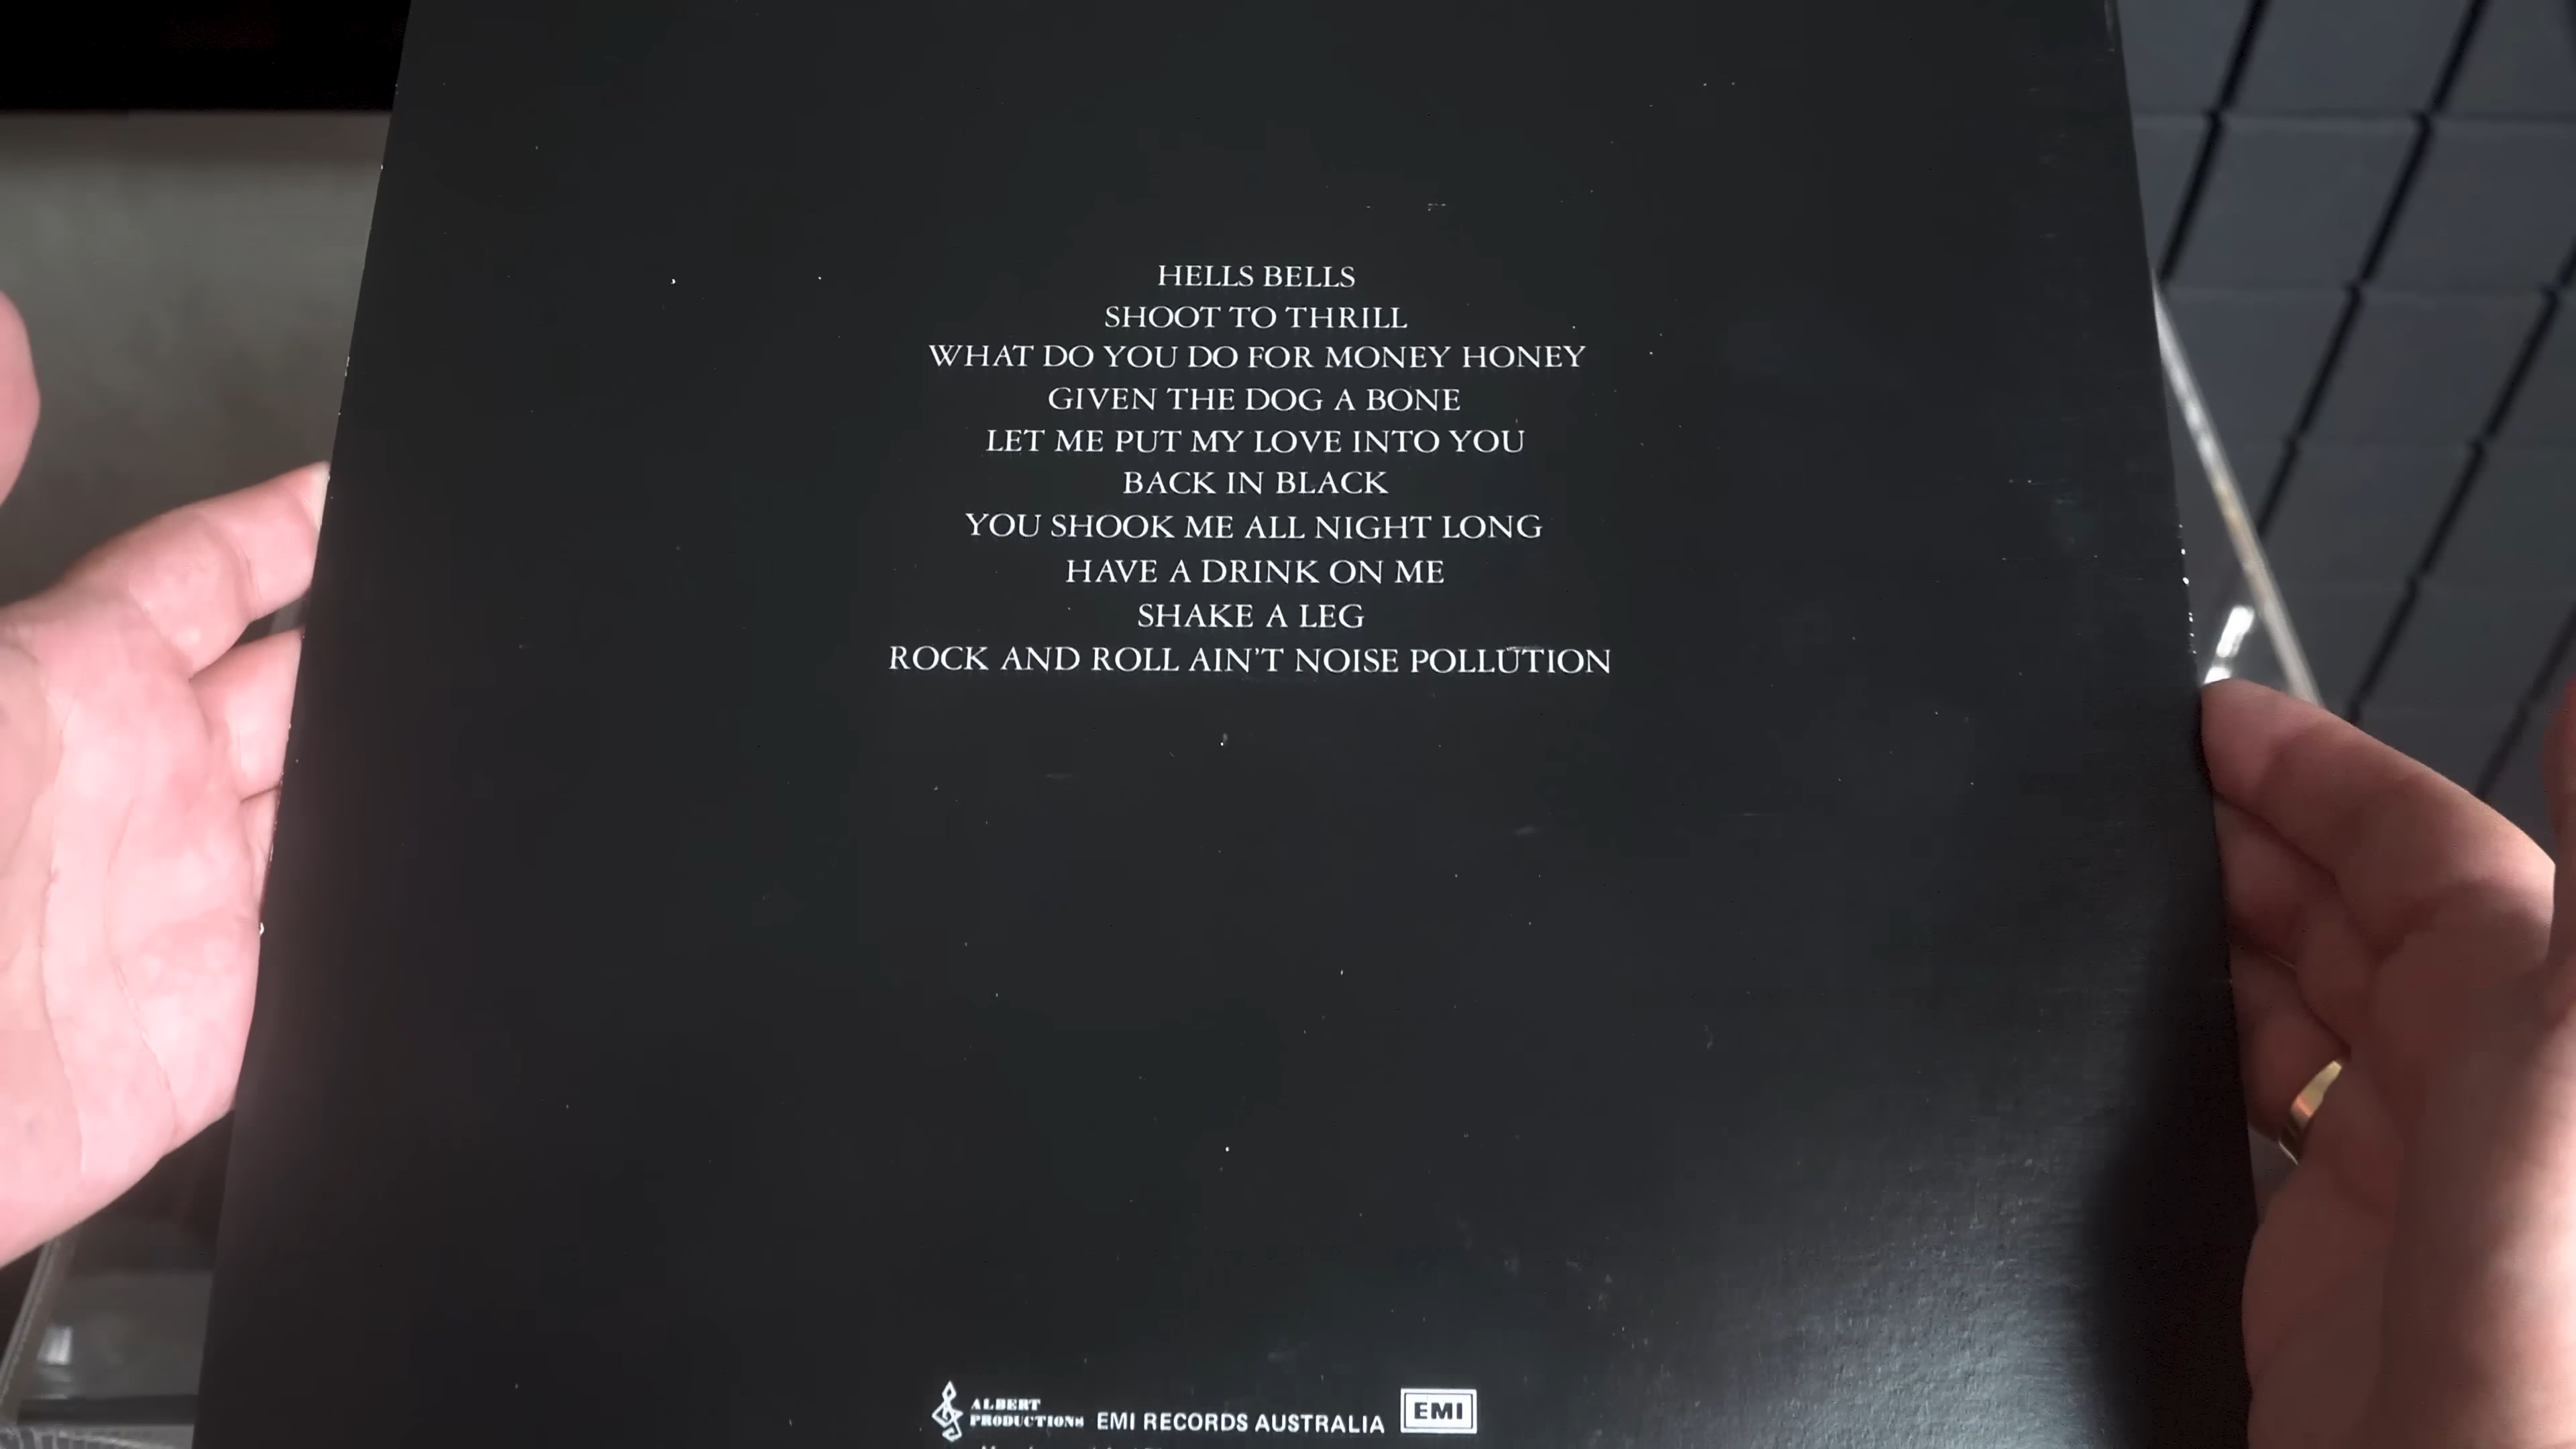 HELLS BELLS
SHOOT TO THRILL
WHAT DO YOU DO FOR MONEY HONEY
GIVEN THE DOG A BONE
LET ME PUT MY LOVE INTO YOU
BACK IN BLACK
YOU SHOOK ME ALL NIGHT LONG
HAVE A DRINK ON ME
SHAKE A LEG
ROCK AND ROLL AIN'T NOISE POLLUTION
ALBERT
PRODUCTIONS EMI RECORDS AUSTRALIA EMI